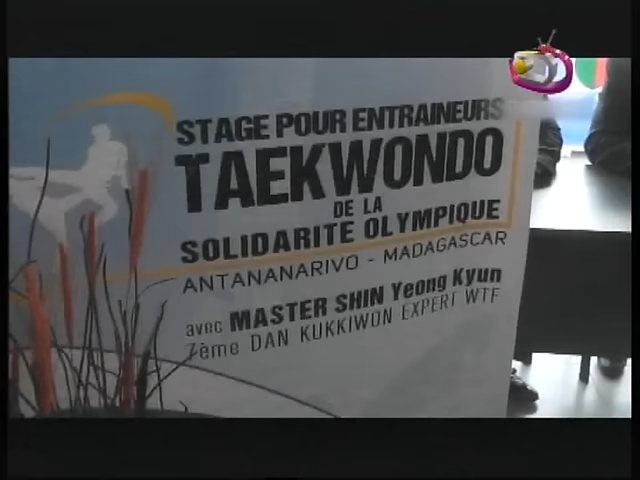 STAGE POUR ENTRAINEURS
TAEKWONDO
DE LA
SOLIDARITE OLYMPIQUE
ANTANANARIVO - MADAGASCAR
avec MASTER SHIN Yeong Kyun
7ème DAN KUKKIWON EXPERT WTF